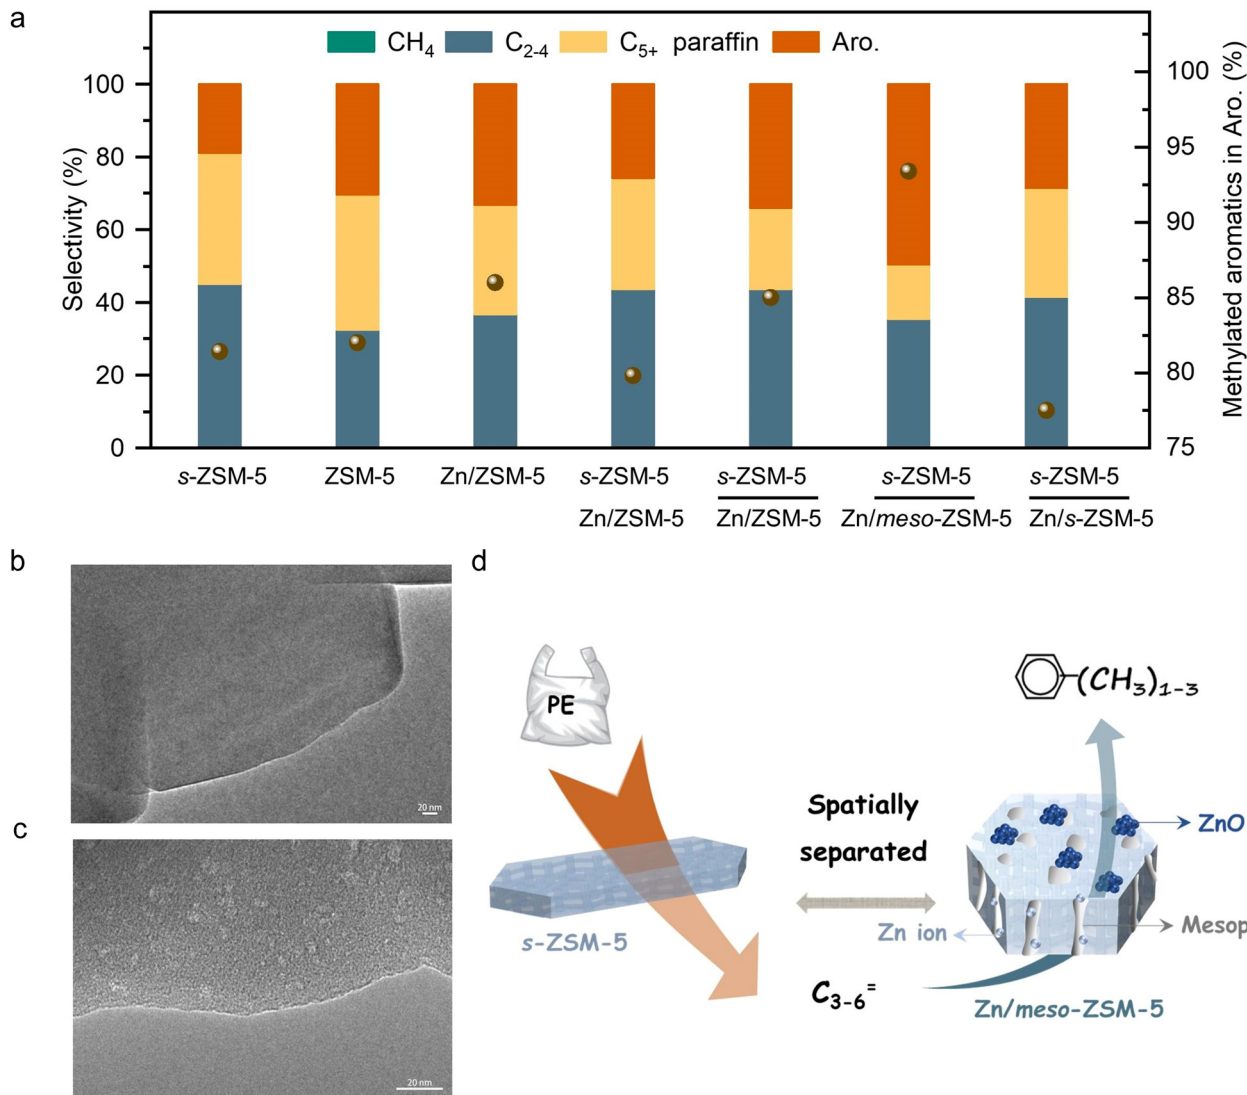 a
CH4 C2-4 C5+ paraffin Aro.
Selectivity (%)
100
80
60
40
20
0
Methylated aromatics in Aro. (%)
100
95
90
85
80
75
s-ZSM-5 ZSM-5 Zn/ZSM-5 s-ZSM-5 s-ZSM-5 s-ZSM-5 s-ZSM-5
Zn/ZSM-5 Zn/ZSM-5 Zn/meso-ZSM-5 Zn/s-ZSM-5
b
20 nm
c
20 nm
d
PE
(CH3)1-3
Spatially
separated
ZnO
s-ZSM-5
Zn ion
Mesop
C3-6=
Zn/meso-ZSM-5